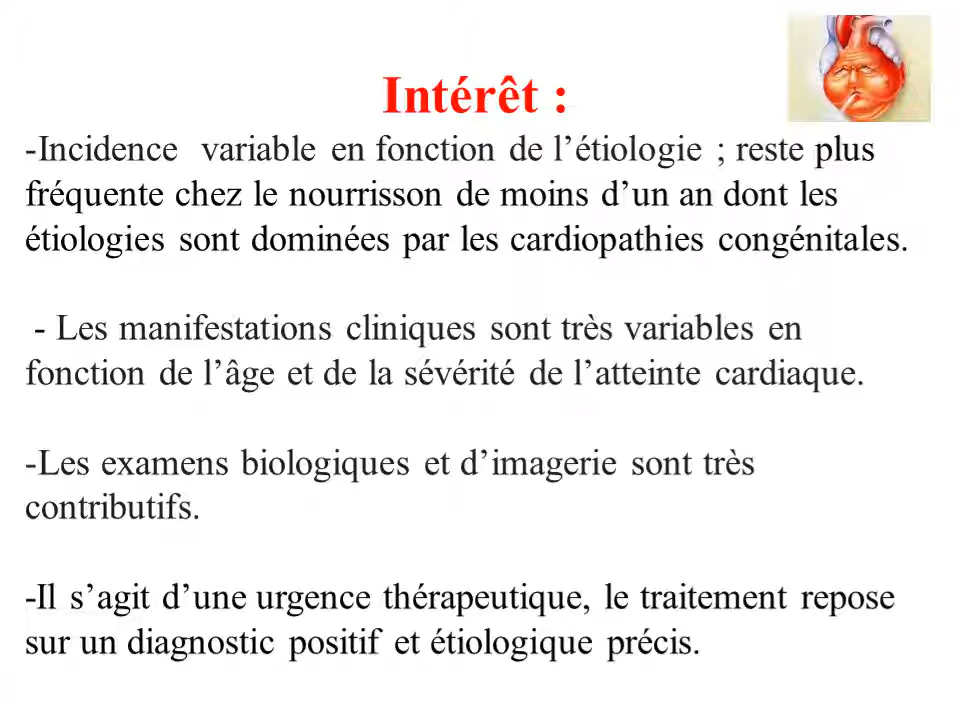 Intérêt :
-Incidence variable en fonction de l’étiologie ; reste plus
fréquente chez le nourrisson de moins d’un an dont les
étiologies sont dominées par les cardiopathies congénitales.
- Les manifestations cliniques sont très variables en
fonction de l’âge et de la sévérité de l’atteinte cardiaque.
-Les examens biologiques et d’imagerie sont très
contributifs.
-Il s’agit d’une urgence thérapeutique, le traitement repose
sur un diagnostic positif et étiologique précis.